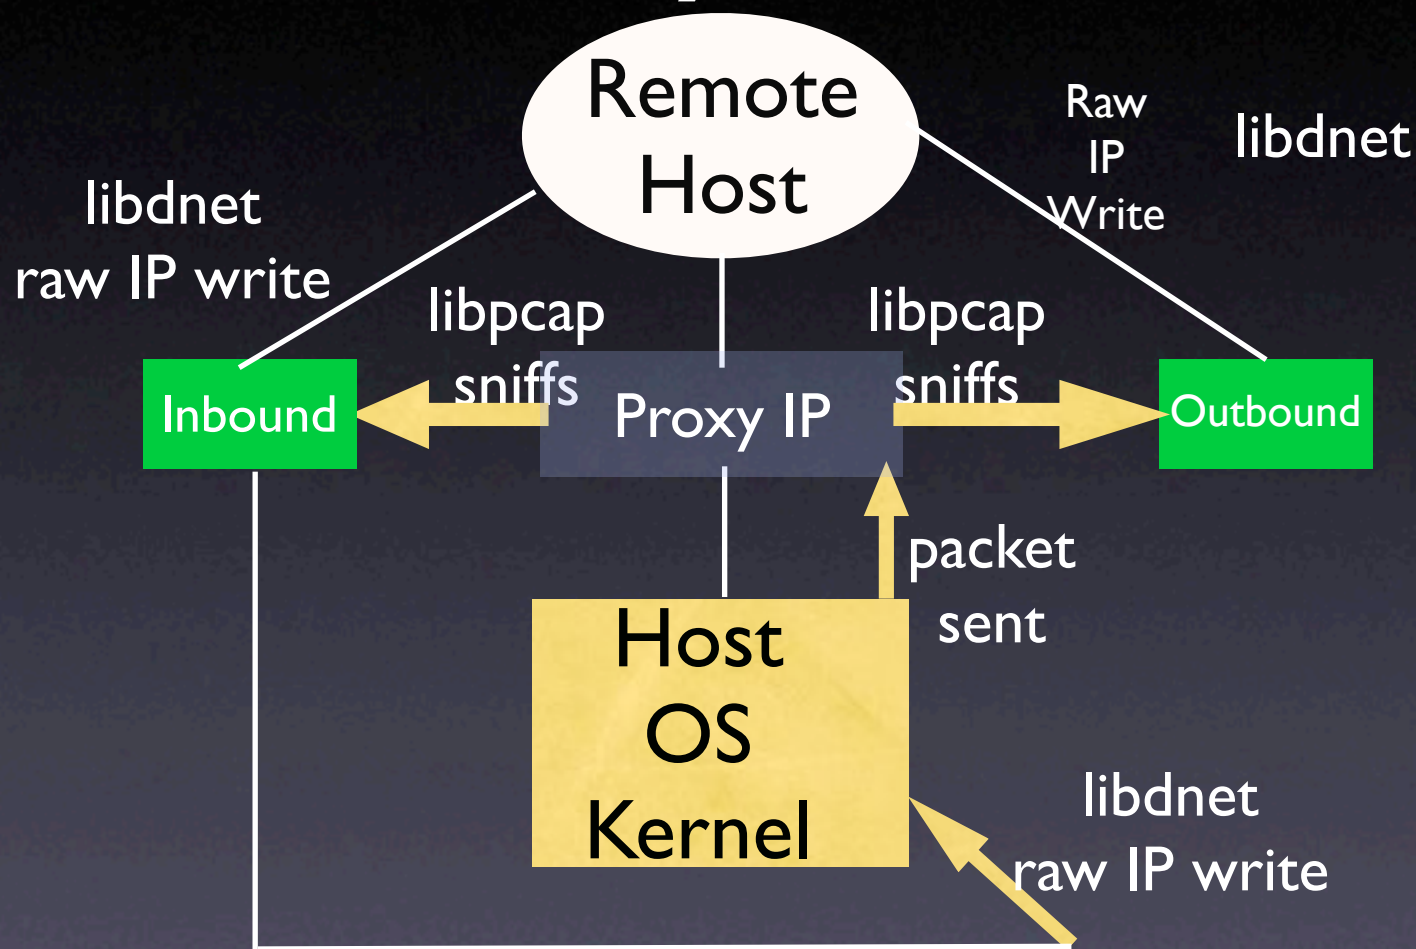 Remote
Host
Raw
IP
Write
libdnet
libdnet
raw IP write
libpcap
sniffs
libpcap
sniffs
Inbound
Proxy IP
Outbound
packet
sent
Host
OS
Kernel
libdnet
raw IP write